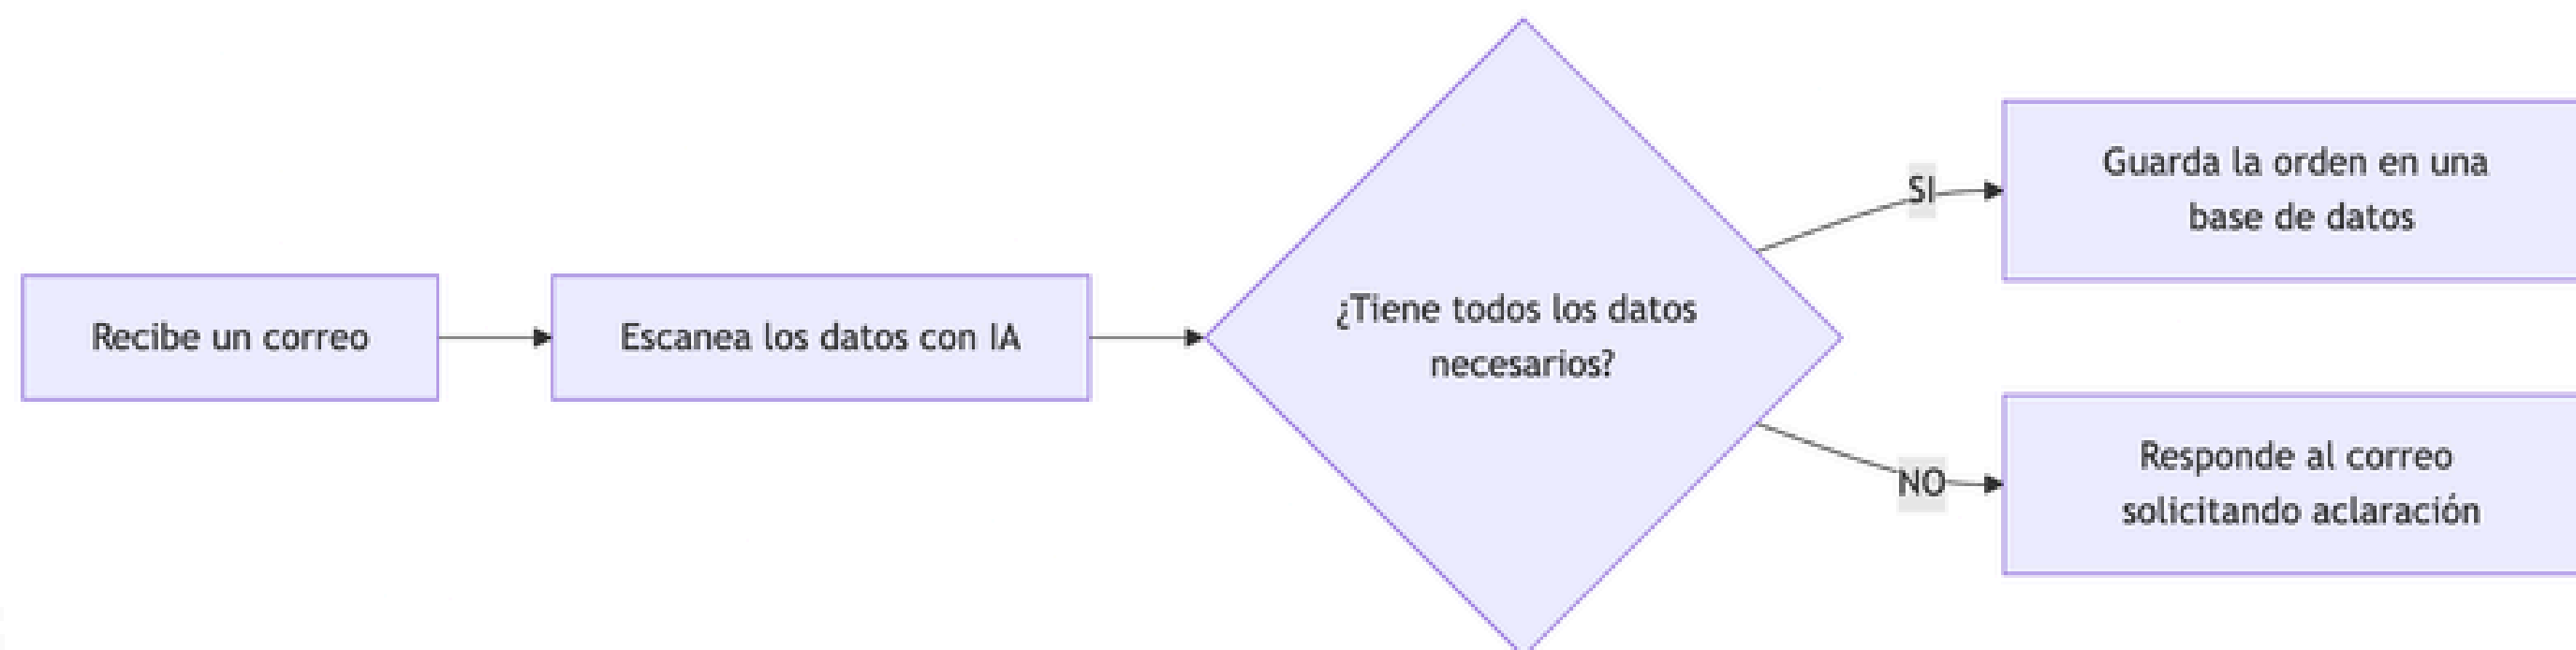 Recibe un correo
Escanea los datos con IA
¿Tiene todos los datos
necesarios?
SI
Guarda la orden en una
base de datos
NO
Responde al correo
solicitando aclaración